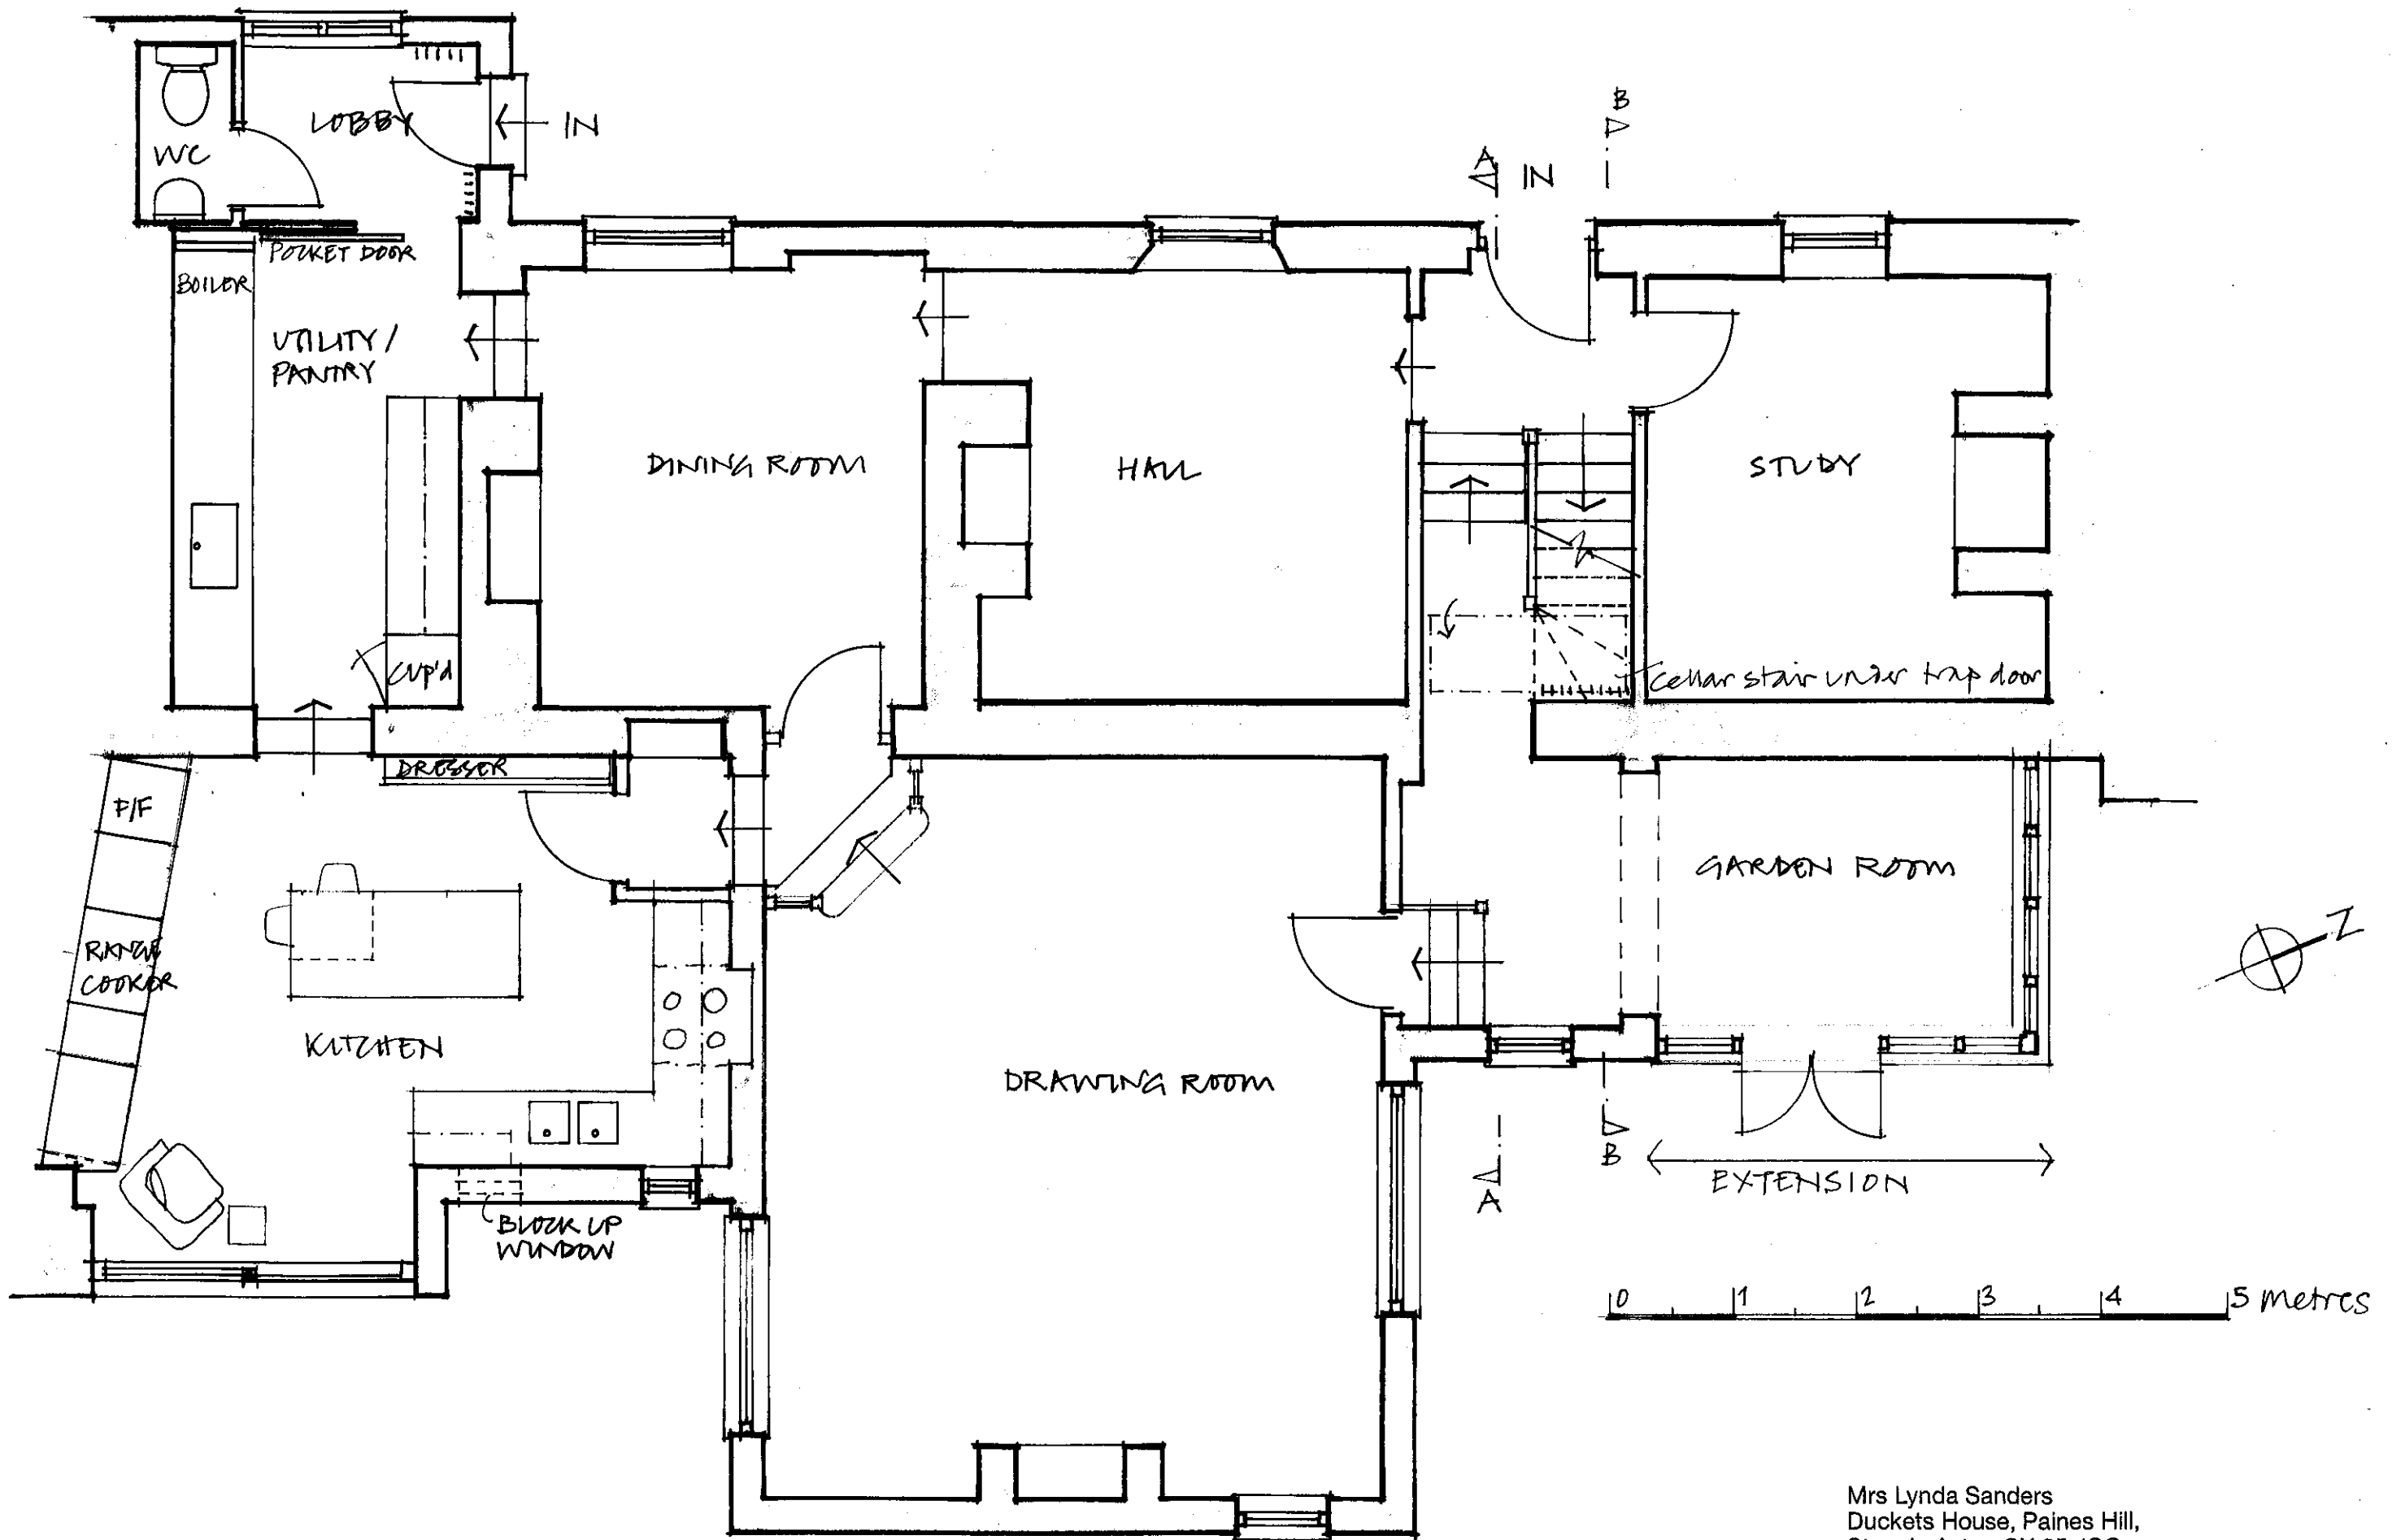 LOBBY
IN
WC
POCKET DOOR
BOILER
UTILITY /
PANTRY
CUP'd
DINING ROOM
HALL
A
IN
B
STUDY
Cellar stair under trap door
DRESSER
F/F
RANGE
COOKER
KITCHEN
BLOCK UP
WINDOW
DRAWING ROOM
GARDEN ROOM
N
A
B
EXTENSION
0 1 2 3 4 5 metres
Mrs Lynda Sanders
Duckets House, Paines Hill,